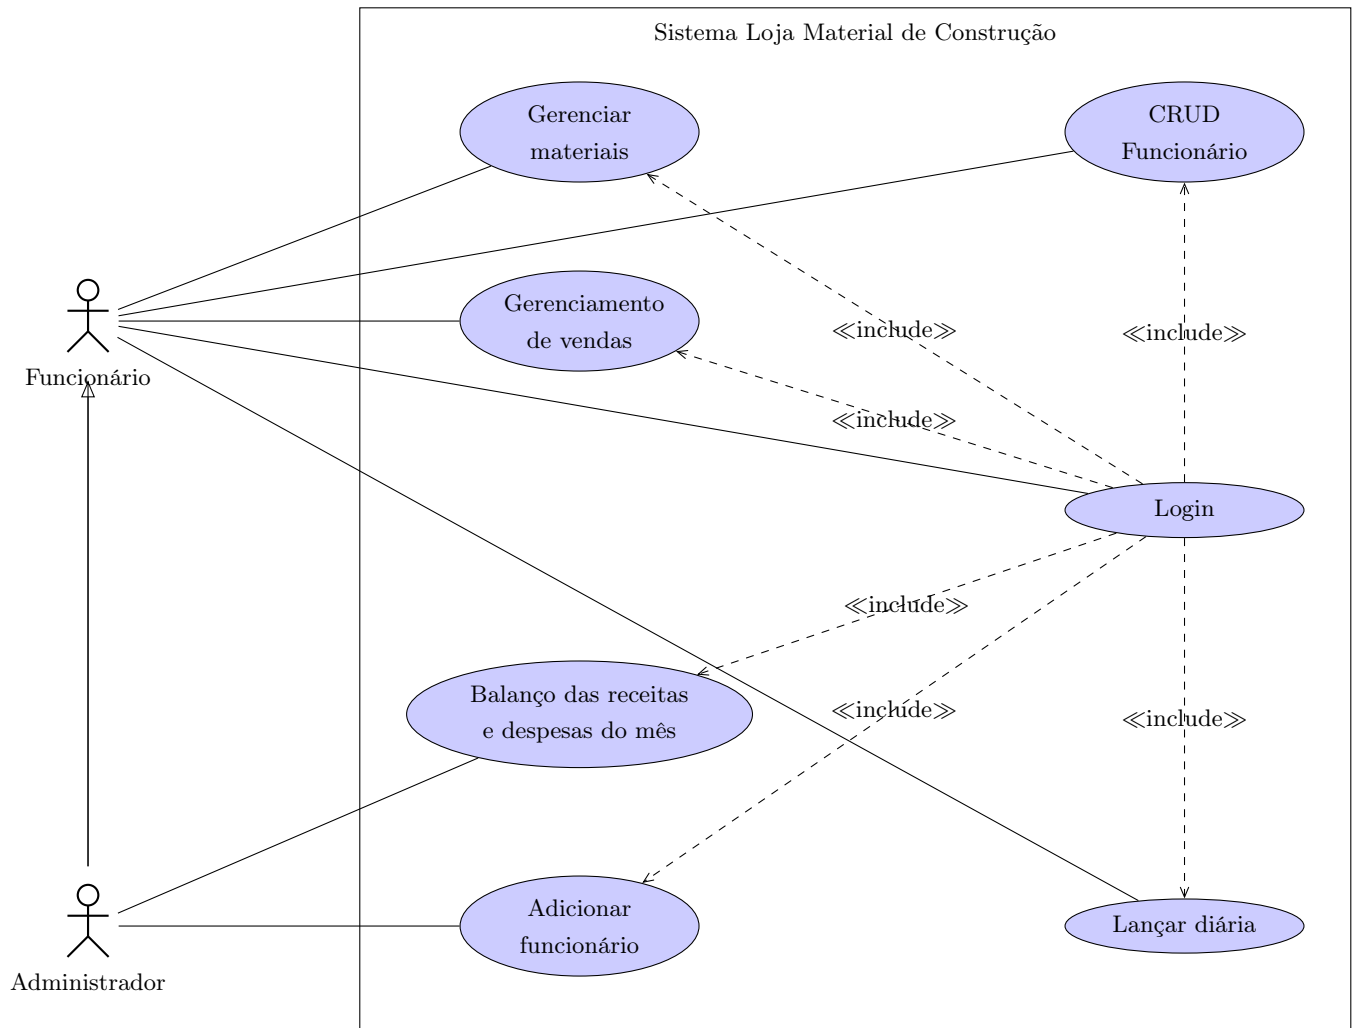 Sistema Loja Material de Construção
Gerenciar
materiais
CRUD
Funcionário
Gerenciamento
de vendas
≪include≫
≪include≫
Funcionário
≪include≫
Login
≪include≫
Balanço das receitas
e despesas do mês
≪include≫
≪include≫
Adicionar
funcionário
Lançar diária
Administrador